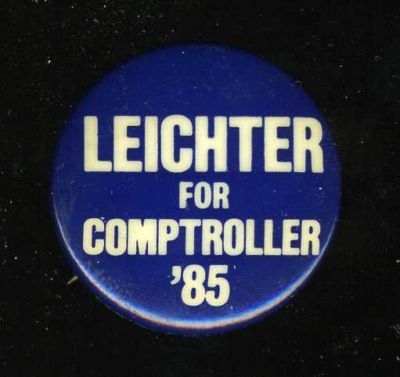 LEICHTER
FOR
COMPTROLLER
'85